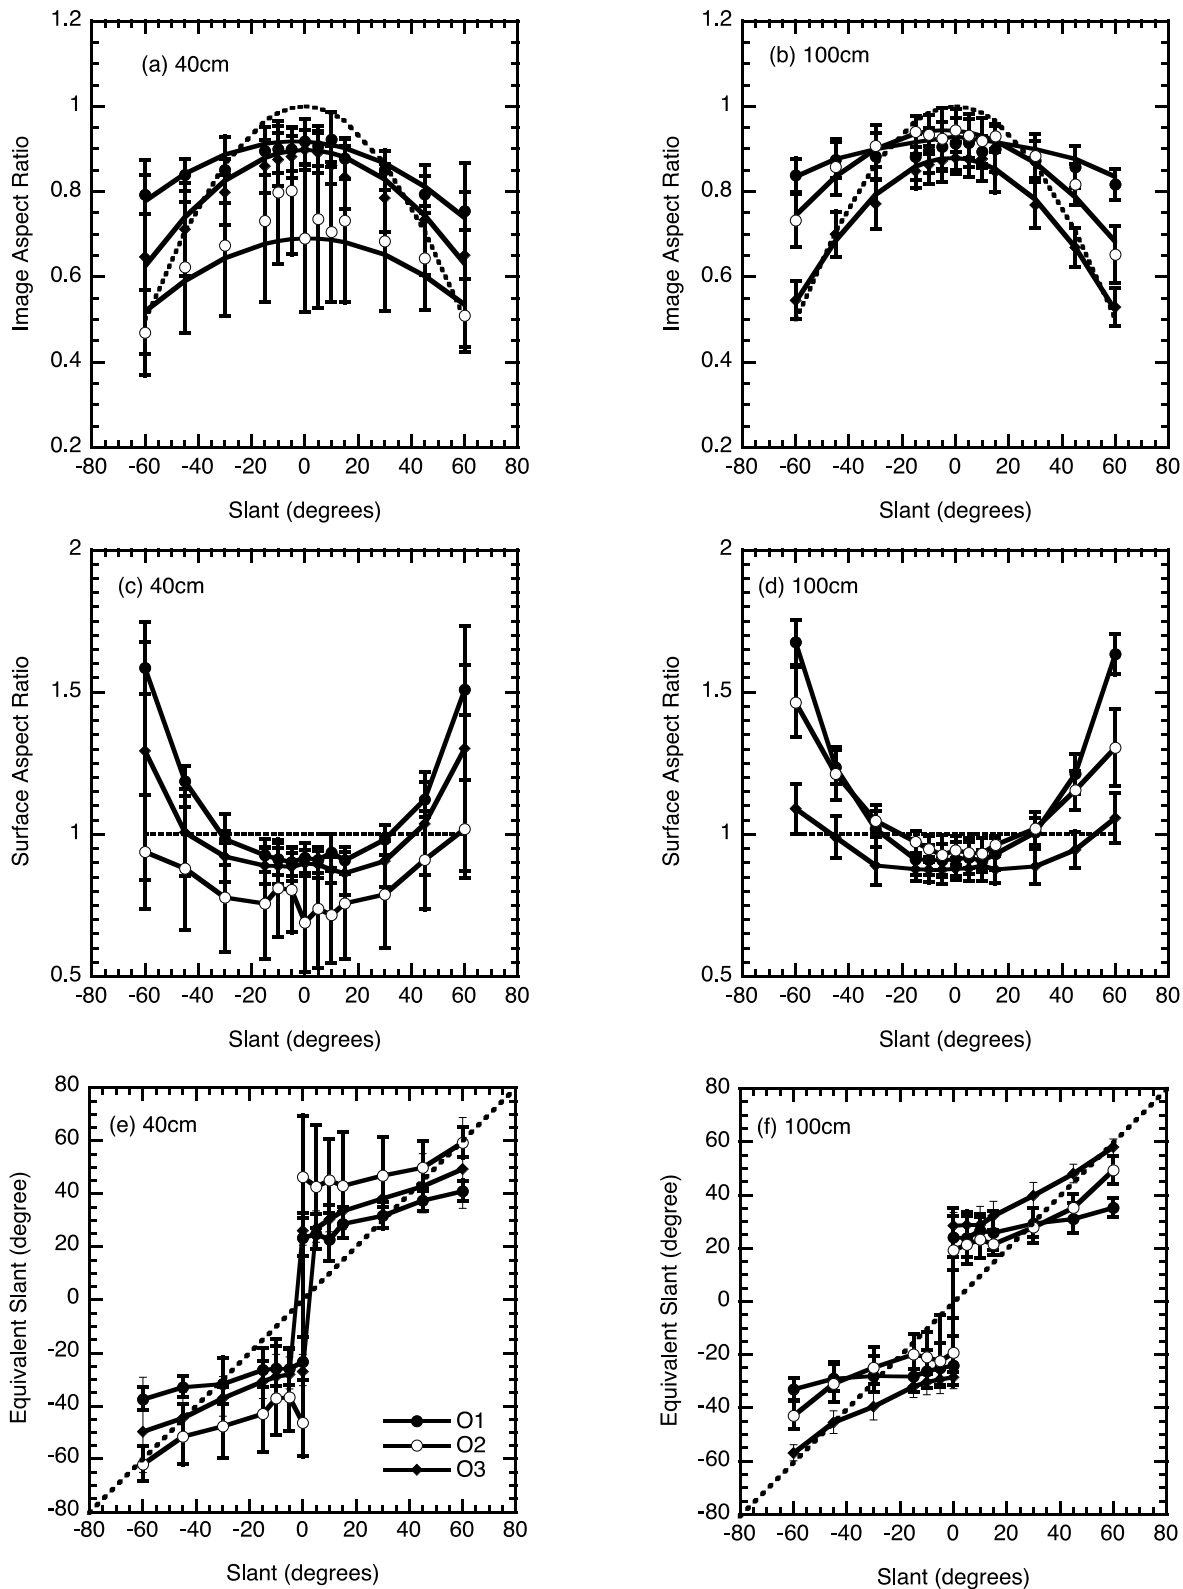 1.2
1
0.8
0.6
0.4
0.2
Image Aspect Ratio
(a) 40cm
-80 -60 -40 -20 0 20 40 60 80
Slant (degrees)
1.2
1
0.8
0.6
0.4
0.2
Image Aspect Ratio
(b) 100cm
-80 -60 -40 -20 0 20 40 60 80
Slant (degrees)
2
1.5
1
0.5
Surface Aspect Ratio
(c) 40cm
-80 -60 -40 -20 0 20 40 60 80
Slant (degrees)
2
1.5
1
0.5
Surface Aspect Ratio
(d) 100cm
-80 -60 -40 -20 0 20 40 60 80
Slant (degrees)
80
60
40
20
0
-20
-40
-60
-80
Equivalent Slant (degree)
(e) 40cm
O1
O2
O3
-80 -60 -40 -20 0 20 40 60 80
Slant (degrees)
80
60
40
20
0
-20
-40
-60
-80
Equivalent Slant (degree)
(f) 100cm
-80 -60 -40 -20 0 20 40 60 80
Slant (degrees)